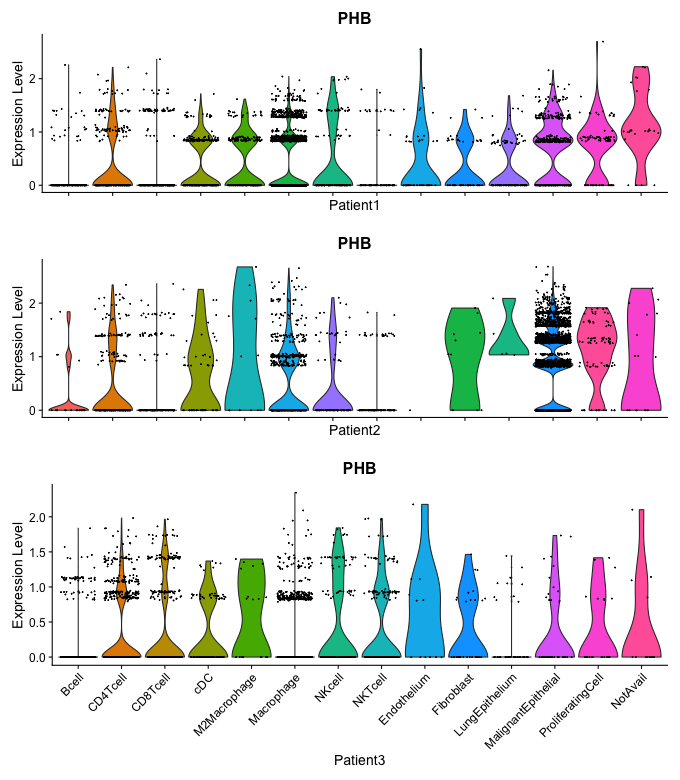 PHB
Expression Level
2
1
0
Patient1
PHB
Expression Level
2
1
0
Patient2
PHB
Expression Level
2.0
1.5
1.0
0.5
0.0
Bcell
CD4Tcell
CD8Tcell
cDC
M2Macrophage
Macrophage
NKcell
NKTcell
Endothelium
Fibroblast
LungEpithelium
MalignantEpithelial
ProliferatingCell
NotAvail
Patient3